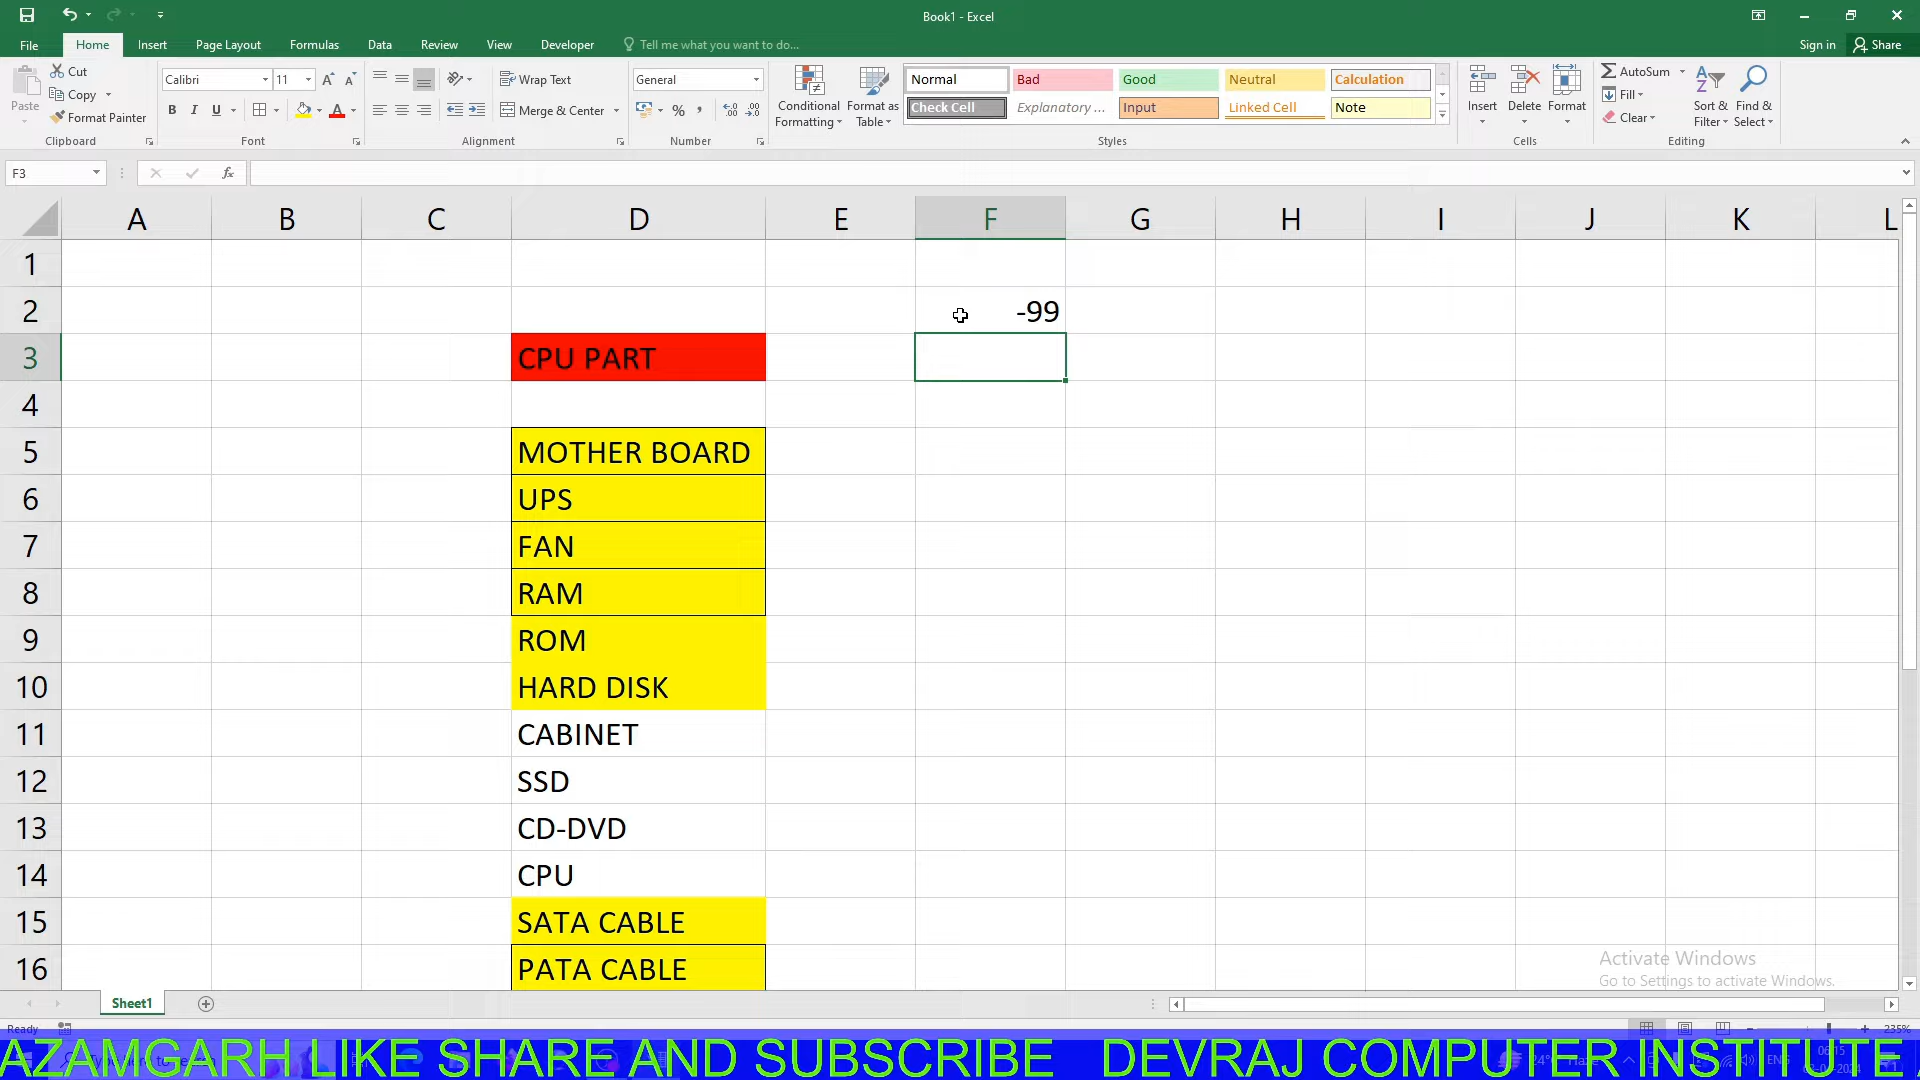 Book1 - Excel
File Home Insert Page Layout Formulas Data Review View Developer Tell me what you want to do... Sign in Share
Paste Cut Copy Format Painter Clipboard
Calibri 11 B I U Font
Wrap Text Merge & Center Alignment
General % Number
Conditional Formatting Format as Table
Normal Bad Good Neutral Calculation
Check Cell Explanatory ... Input Linked Cell Note
Styles
Insert Delete Format Cells
AutoSum Fill Clear Sort & Filter Find & Select Editing
F3 fx
A B C D E F G H I J K L
1
2 -99
3 CPU PART
4
5 MOTHER BOARD
6 UPS
7 FAN
8 RAM
9 ROM
10 HARD DISK
11 CABINET
12 SSD
13 CD-DVD
14 CPU
15 SATA CABLE
16 PATA CABLE
Activate Windows
Go to Settings to activate Windows.
Sheet1
Ready 235%
AZAMGARH LIKE SHARE AND SUBSCRIBE DEVRAJ COMPUTER INSTITUTE